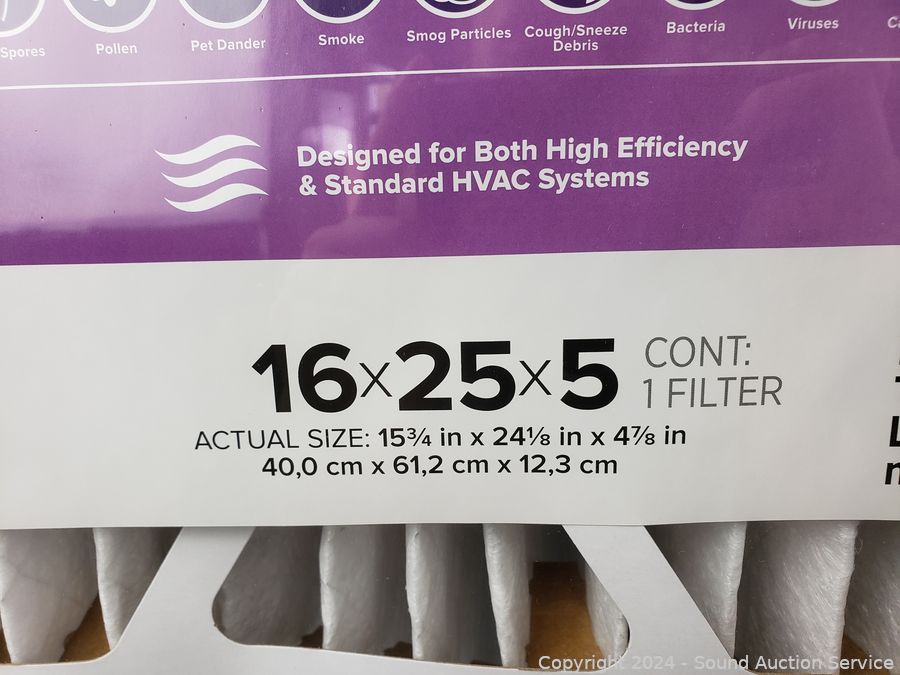 Spores Pollen Pet Dander Smoke Smog Particles Cough/Sneeze Bacteria Viruses
Debris
Designed for Both High Efficiency
& Standard HVAC Systems
16x25x5 CONT:
1 FILTER
ACTUAL SIZE: 15¾ in x 24⅛ in x 4⅞ in
40,0 cm x 61,2 cm x 12,3 cm
Copyright 2024 - Sound Auction Service